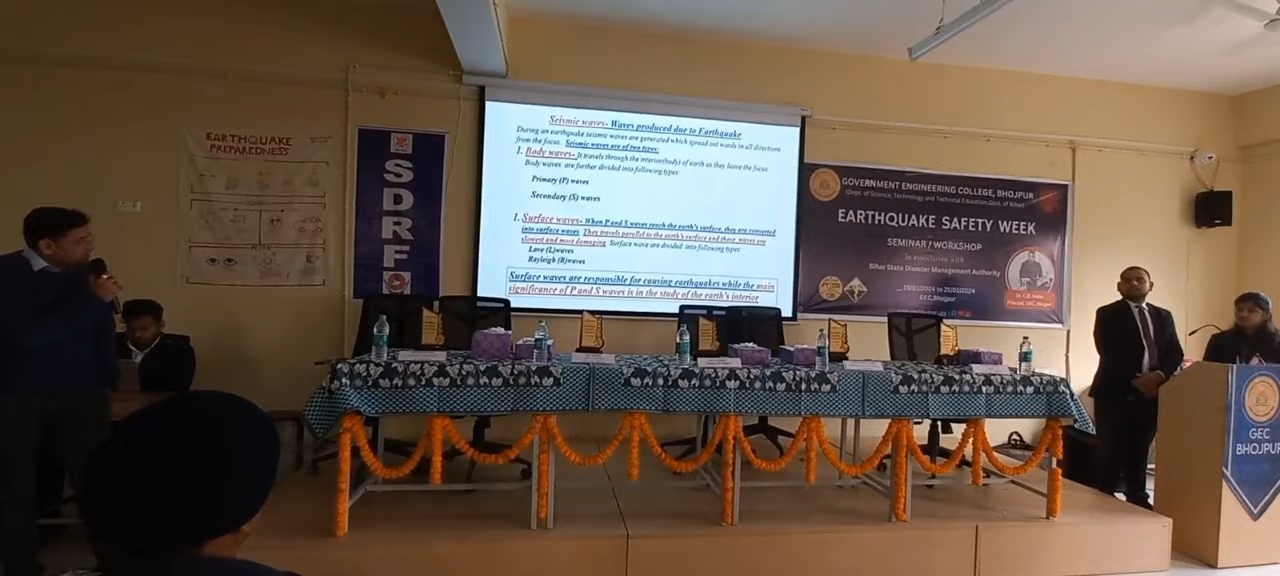 EARTHQUAKE
PREPAREDNESS
SDRF
Seismic waves- Waves produced due to Earthquake
During an earthquake seismic waves are generated which spread out words in all directions
from the focus. Seismic waves are of two types:
1. Body waves- It travels through the interior(body) of earth as they leave the focus
Body waves are further divided into following types:
Primary (P) waves
Secondary (S) waves
1. Surface waves- When P and S waves reach the earth's surface, they are converted
into surface waves They travels parallel to the earth's surface and these waves are
slowest and most damaging Surface wave are divided into following types:
Love (L)waves
Rayleigh (R)waves
Surface waves are responsible for causing earthquakes while the main
significance of P and S waves is in the study of the earth's interior
GOVERNMENT ENGINEERING COLLEGE, BHOJPUR
(Dept. of Science, Technology and Technical Education, Govt. of Bihar)
EARTHQUAKE SAFETY WEEK
SEMINAR / WORKSHOP
In association with
Bihar State Disaster Management Authority
15/01/2024 to 21/01/2024
GEC, Bhojpur
GEC
BHOJPUR